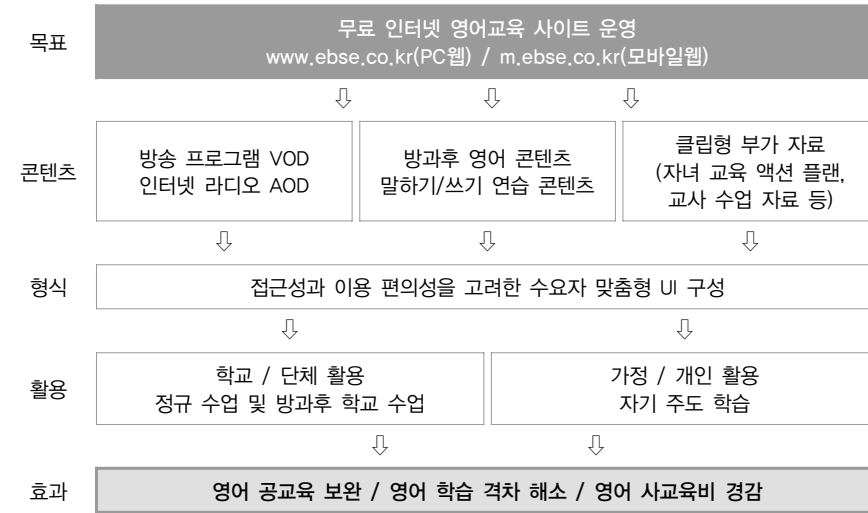 목표
무료 인터넷 영어교육 사이트 운영
www.ebse.co.kr(PC웹) / m.ebse.co.kr(모바일웹)
⇩ ⇩ ⇩
콘텐츠
방송 프로그램 VOD
인터넷 라디오 AOD
방과후 영어 콘텐츠
말하기/쓰기 연습 콘텐츠
클립형 부가 자료
(자녀 교육 액션 플랜,
교사 수업 자료 등)
⇩ ⇩ ⇩
형식
접근성과 이용 편의성을 고려한 수요자 맞춤형 UI 구성
⇩ ⇩
활용
학교 / 단체 활용
정규 수업 및 방과후 학교 수업
가정 / 개인 활용
자기 주도 학습
⇩ ⇩
효과
영어 공교육 보완 / 영어 학습 격차 해소 / 영어 사교육비 경감